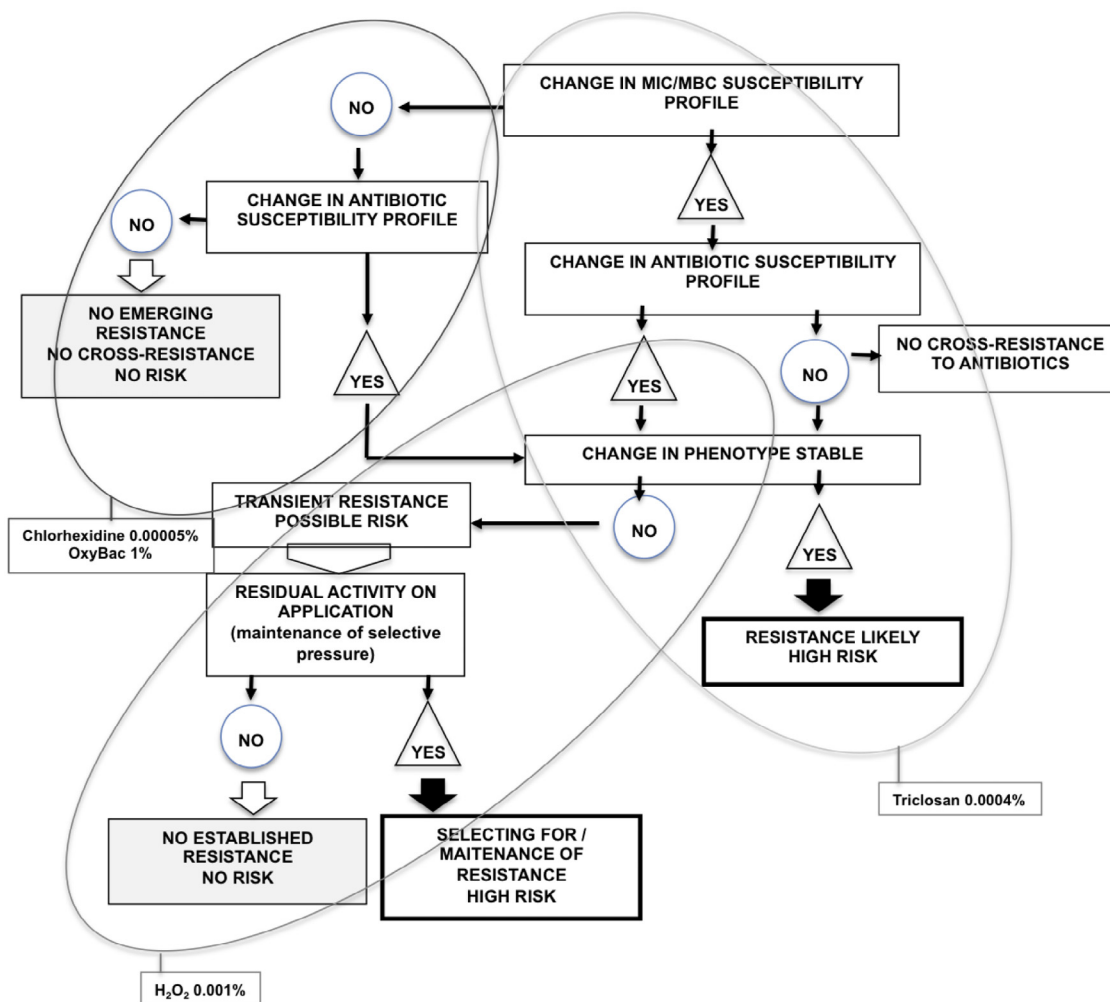 CHANGE IN MIC/MBC SUSCEPTIBILITY
PROFILE
NO
YES
CHANGE IN ANTIBIOTIC
SUSCEPTIBILITY PROFILE
NO
CHANGE IN ANTIBIOTIC SUSCEPTIBILITY
PROFILE
NO EMERGING
RESISTANCE
NO CROSS-RESISTANCE
NO RISK
YES
YES
NO
NO CROSS-RESISTANCE
TO ANTIBIOTICS
CHANGE IN PHENOTYPE STABLE
Chlorhexidine 0.00005%
OxyBac 1%
TRANSIENT RESISTANCE
POSSIBLE RISK
NO
YES
RESIDUAL ACTIVITY ON
APPLICATION
(maintenance of selective
pressure)
RESISTANCE LIKELY
HIGH RISK
NO
YES
Triclosan 0.0004%
NO ESTABLISHED
RESISTANCE
NO RISK
SELECTING FOR /
MAITENANCE OF
RESISTANCE
HIGH RISK
H₂O₂ 0.001%